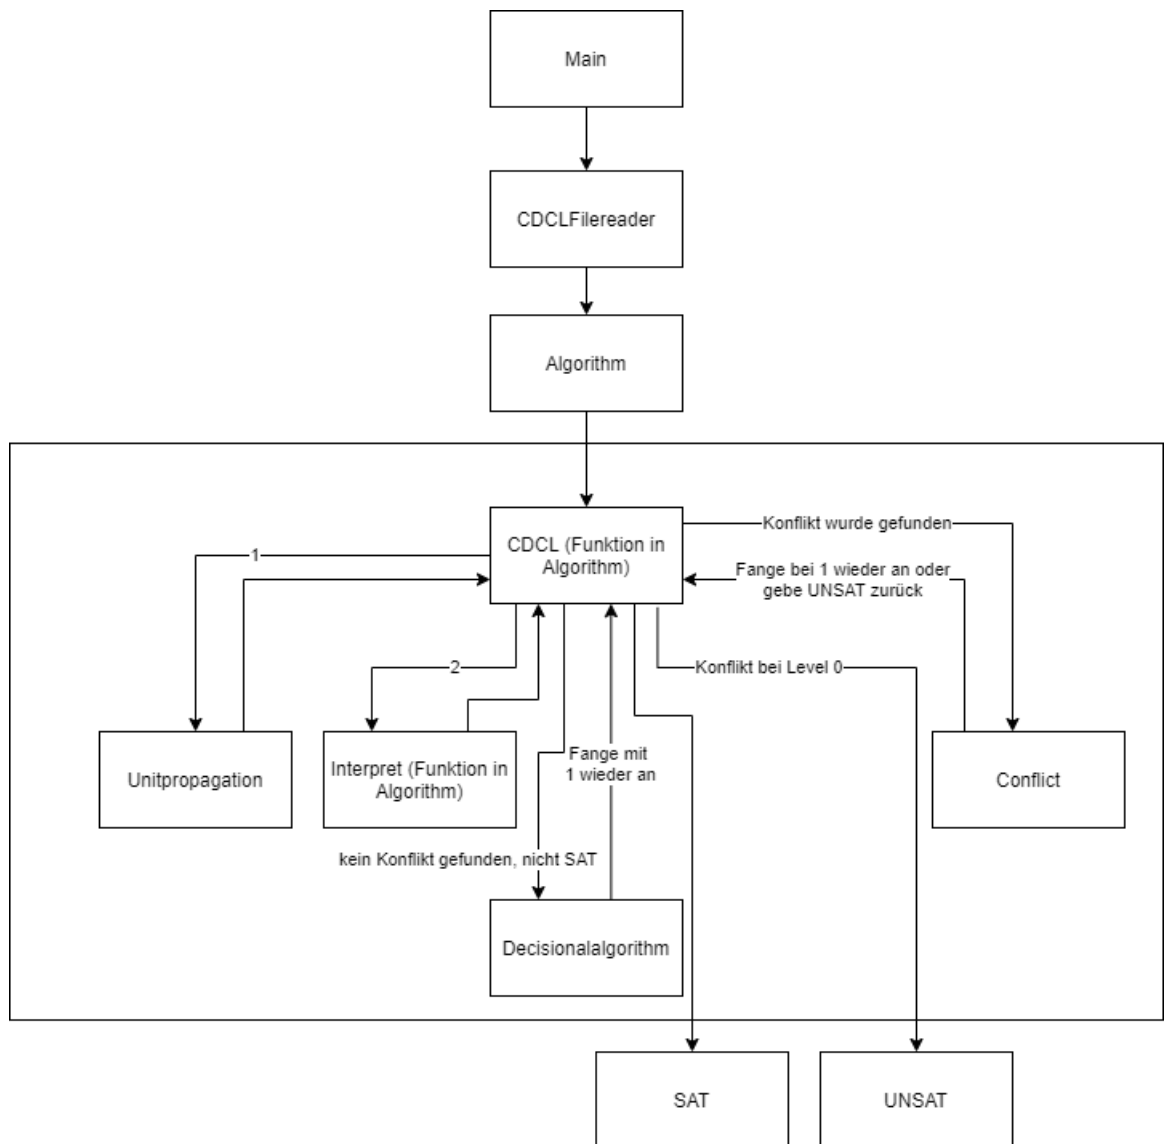 Main
CDCLFilereader
Algorithm
CDCL (Funktion in
Algorithm)
Konflikt wurde gefunden
1
Fange bei 1 wieder an oder
gebe UNSAT zurück
2
Konflikt bei Level 0
Unitpropagation
Interpret (Funktion in
Algorithm)
Fange mit
1 wieder an
Conflict
kein Konflikt gefunden, nicht SAT
Decisionalalgorithm
SAT
UNSAT